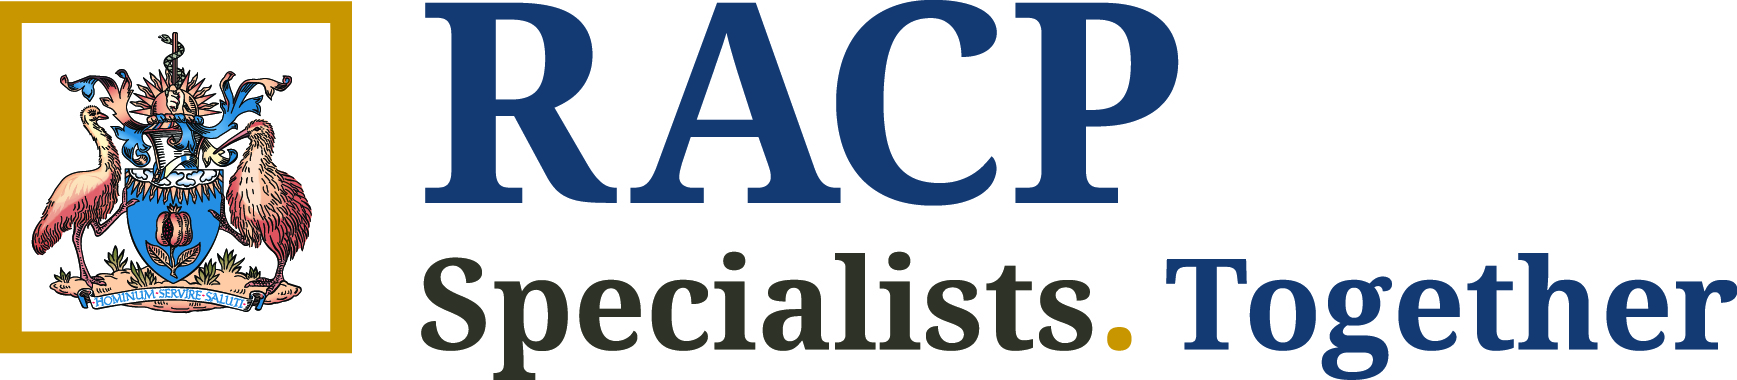 RACP
Specialists. Together
HOMINUM · SERVIRE · SALUTI